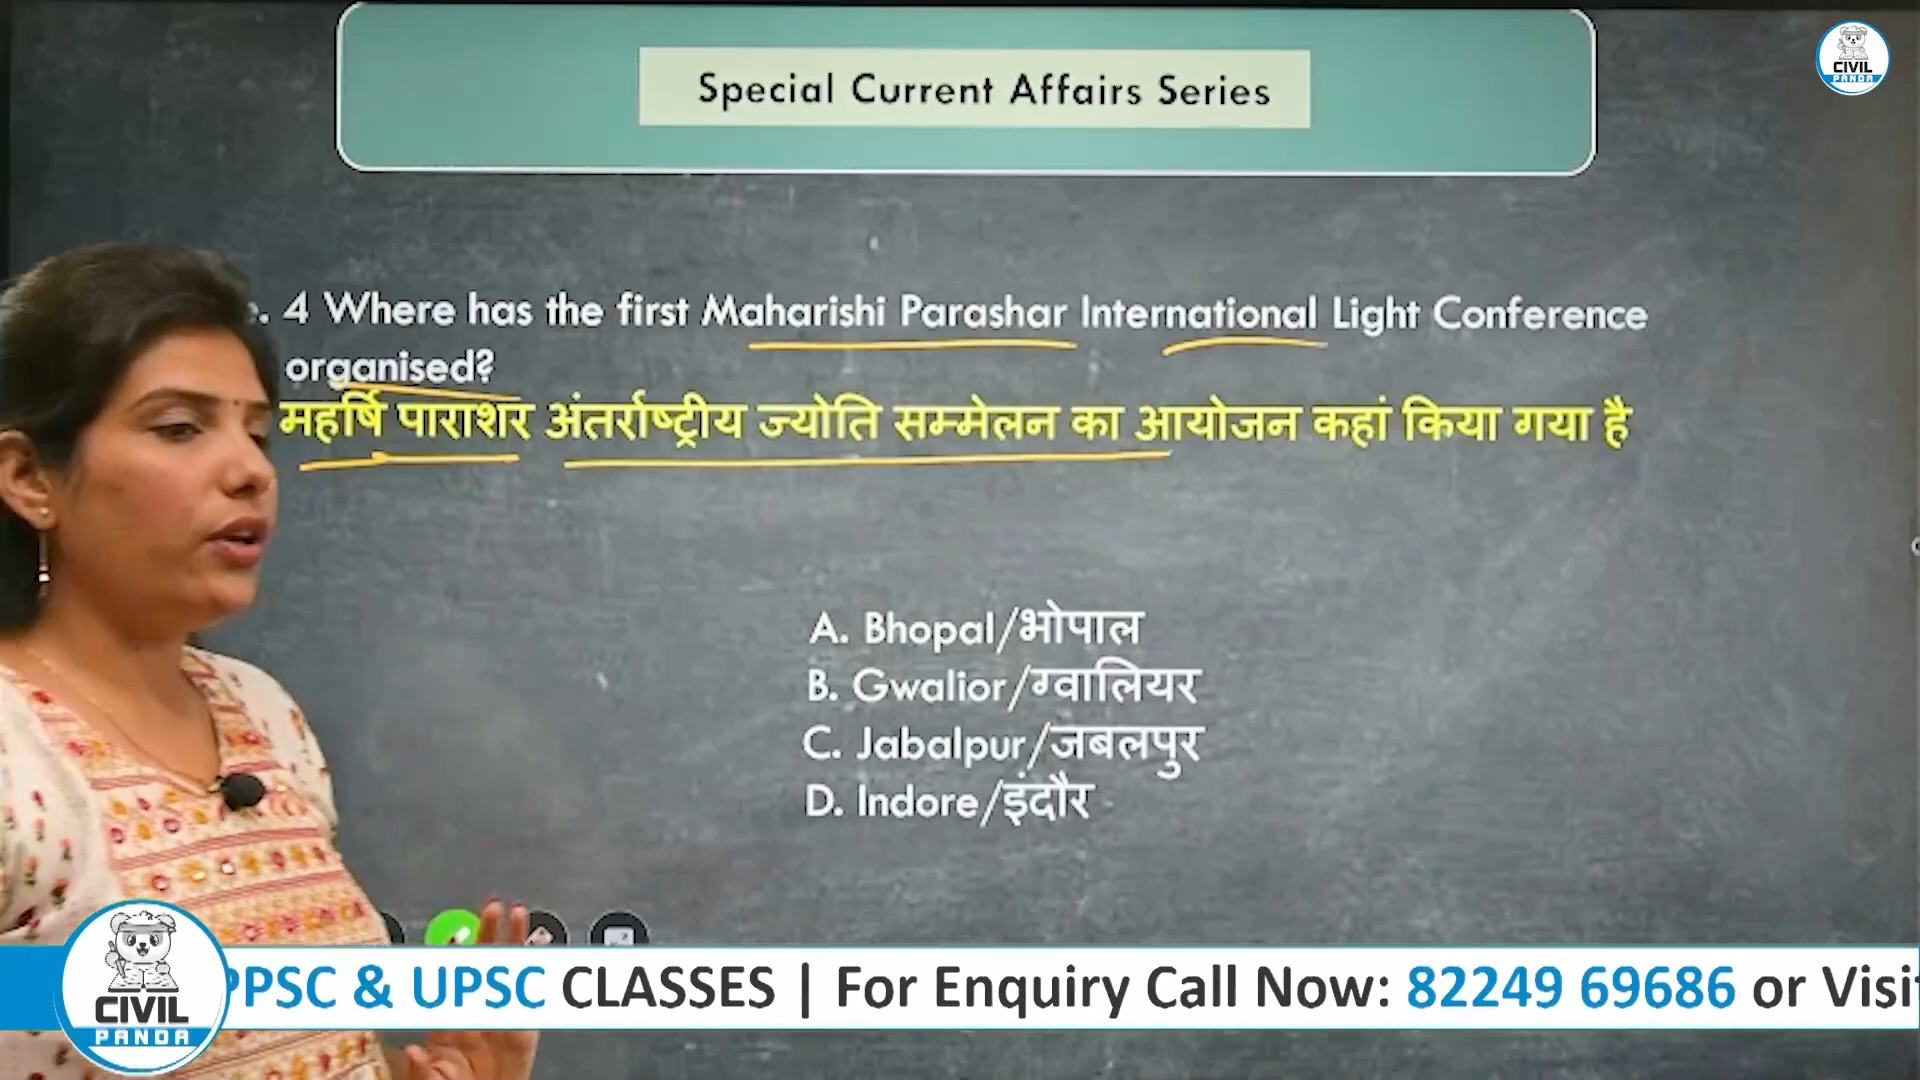 CIVIL
PANDA
Special Current Affairs Series
. 4 Where has the first Maharishi Parashar International Light Conference
organised?
महर्षि पाराशर अंतर्राष्ट्रीय ज्योति सम्मेलन का आयोजन कहां किया गया है
A. Bhopal/भोपाल
B. Gwalior/ग्वालियर
C. Jabalpur/जबलपुर
D. Indore/इंदौर
PPSC & UPSC CLASSES | For Enquiry Call Now: 82249 69686 or Visi
CIVIL
PANDA